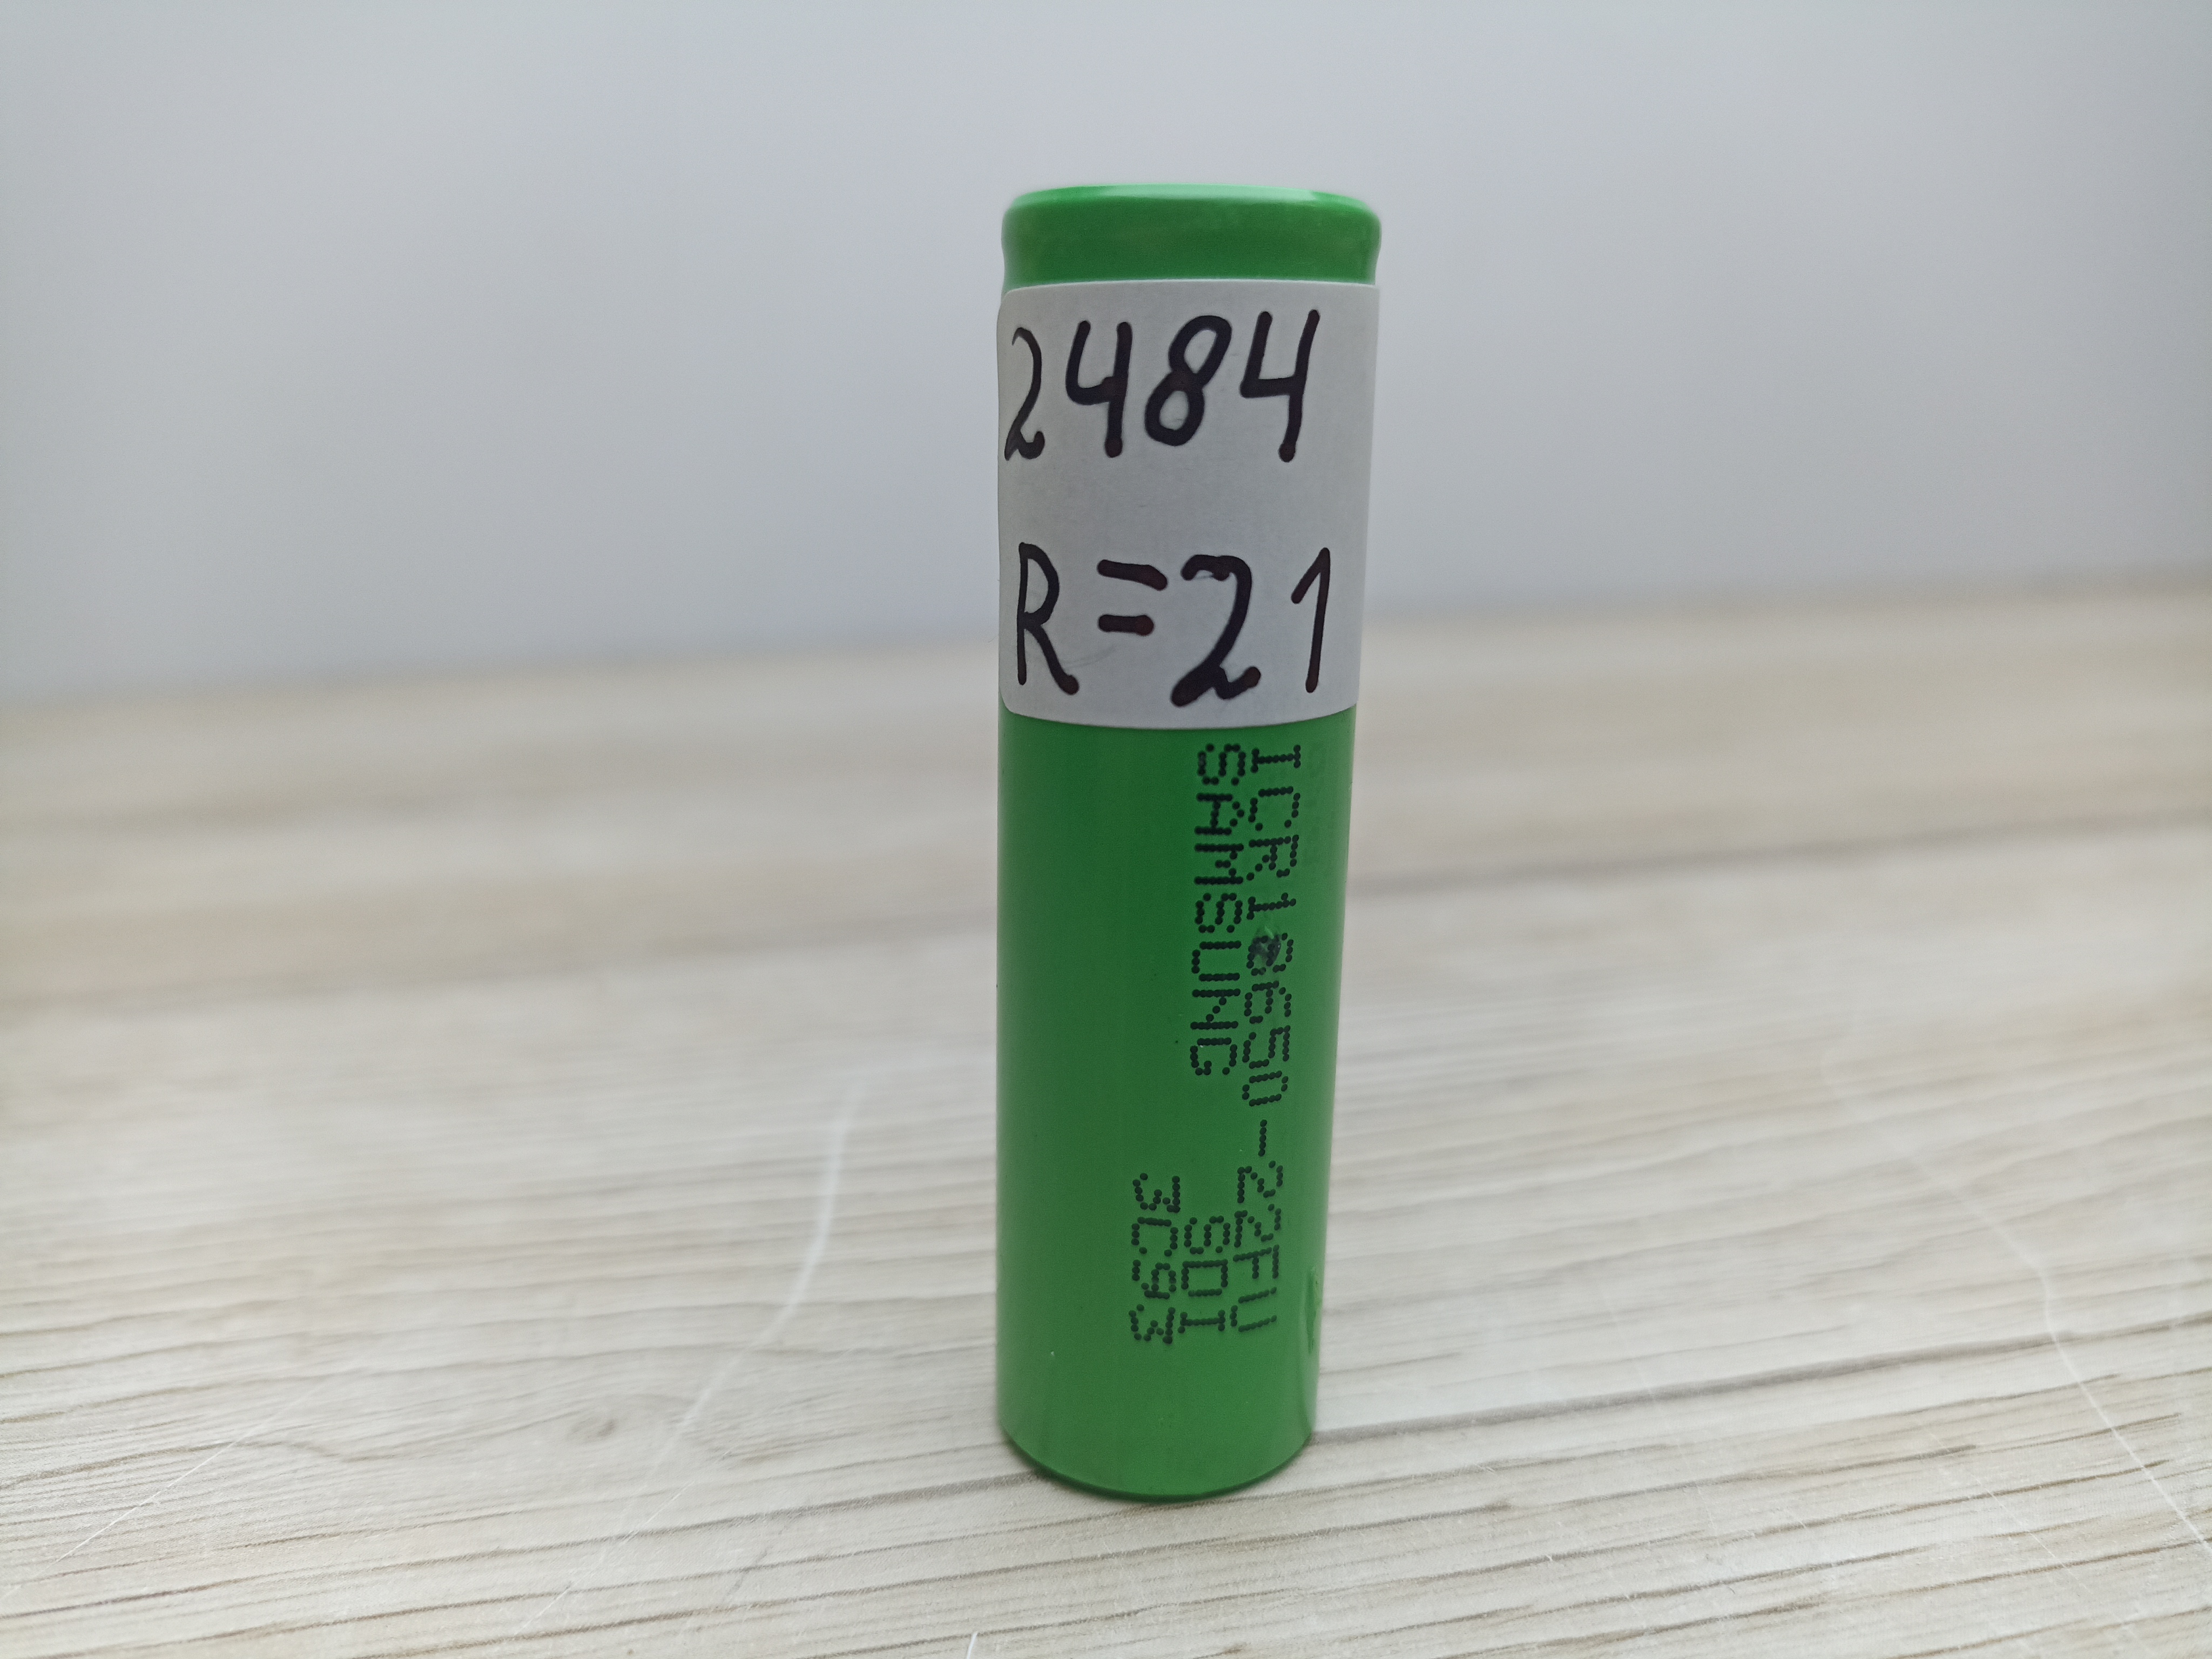 2484
R=21
ICR18650-22FU
SAMSUNG SDI
3C93